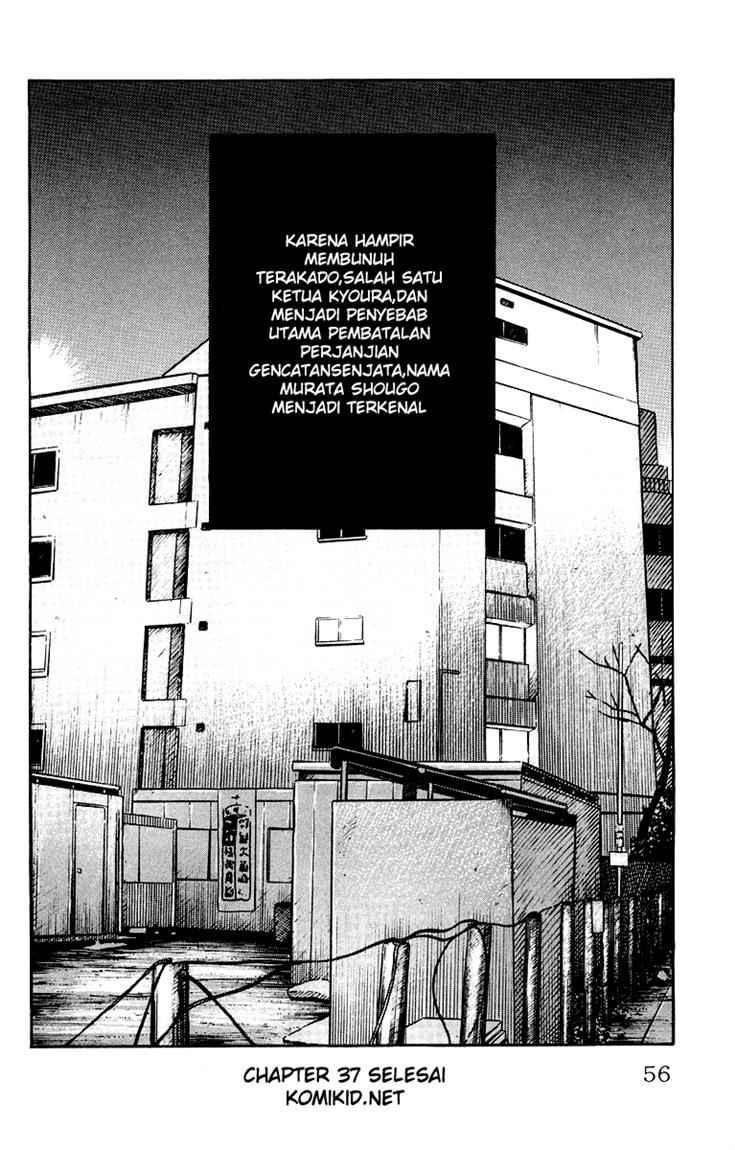 KARENA HAMPIR
MEMBUNUH
TERAKADO,SALAH SATU
KETUA KYOURA,DAN
MENJADI PENYEBAB
UTAMA PEMBATALAN
PERJANJIAN
GENCATANSENJATA,NAMA
MURATA SHOUGO
MENJADI TERKENAL
CHAPTER 37 SELESAI
56
KOMIKID.NET